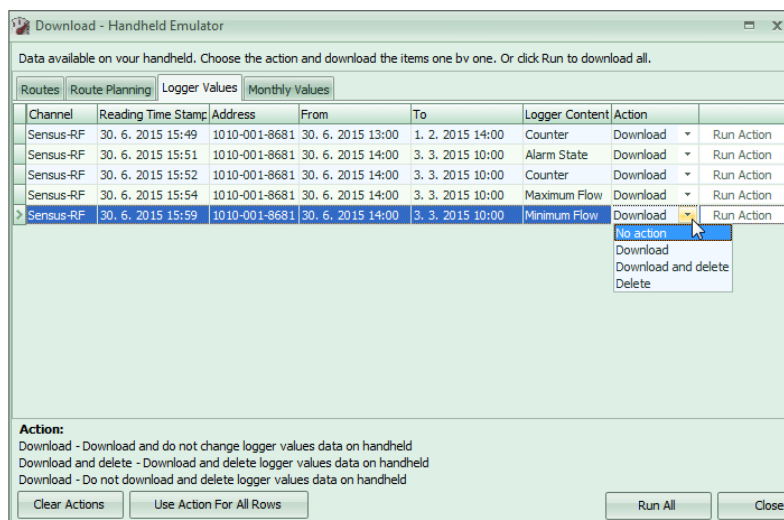 Download - Handheld Emulator
Data available on your handheld. Choose the action and download the items one by one. Or click Run to download all.
Routes Route Planning Logger Values Monthly Values
Channel Reading Time Stamp Address From To Logger Content Action
Sensus-RF 30. 6. 2015 15:49 1010-001-8681 30. 6. 2015 13:00 1. 2. 2015 14:00 Counter Download Run Action
Sensus-RF 30. 6. 2015 15:51 1010-001-8681 30. 6. 2015 14:00 3. 3. 2015 10:00 Alarm State Download Run Action
Sensus-RF 30. 6. 2015 15:52 1010-001-8681 30. 6. 2015 14:00 3. 3. 2015 10:00 Counter Download Run Action
Sensus-RF 30. 6. 2015 15:54 1010-001-8681 30. 6. 2015 14:00 3. 3. 2015 10:00 Maximum Flow Download Run Action
Sensus-RF 30. 6. 2015 15:59 1010-001-8681 30. 6. 2015 14:00 3. 3. 2015 10:00 Minimum Flow Download Run Action
No action
Download
Download and delete
Delete
Action:
Download - Download and do not change logger values data on handheld
Download and delete - Download and delete logger values data on handheld
Download - Do not download and delete logger values data on handheld
Clear Actions Use Action For All Rows Run All Close